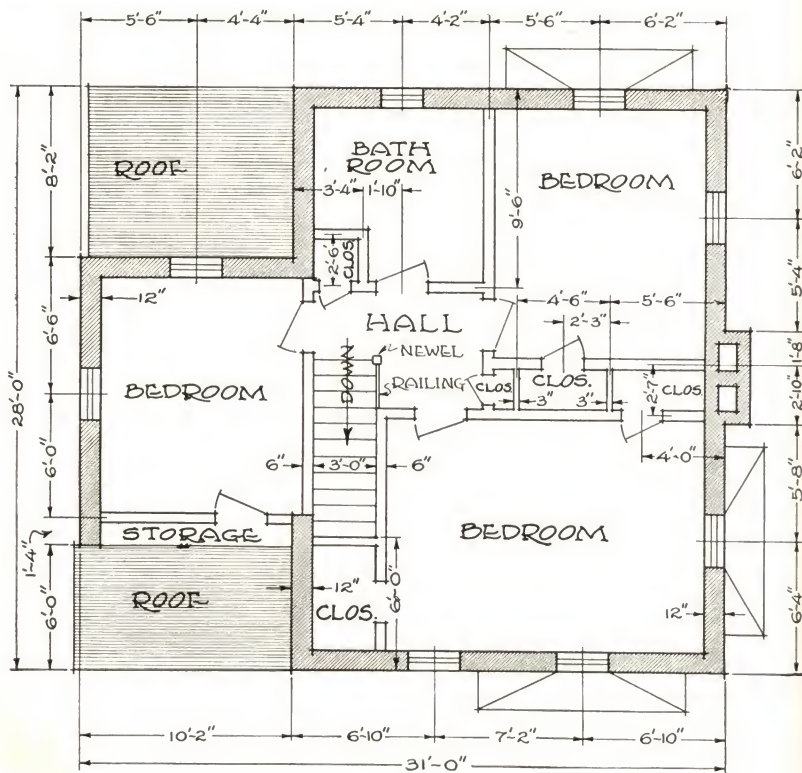 5'-6" 4'-4" 5'-4" 4'-2" 5'-6" 6'-2"
ROOF
BATH
ROOM
BEDROOM
3'-4" 1'-10"
8'-2"
9'-6"
6'-2"
2'-6"
CLOS.
12"
HALL
4'-6" 5'-6"
2'-3"
5'-4"
6'-6"
NEWEL
DOWN
RAILING
BEDROOM
CLOS.
CLOS.
3" 3"
2'-7"
CLOS.
1'-8"
2'-10"
28'-0"
6'-0"
6" 3'-0" 6"
4'-0"
5'-8"
STORAGE
BEDROOM
1'-4"
ROOF
12"
CLOS.
6'-0"
12"
6'-0"
6'-4"
10'-2" 6'-10" 7'-2" 6'-10"
31'-0"